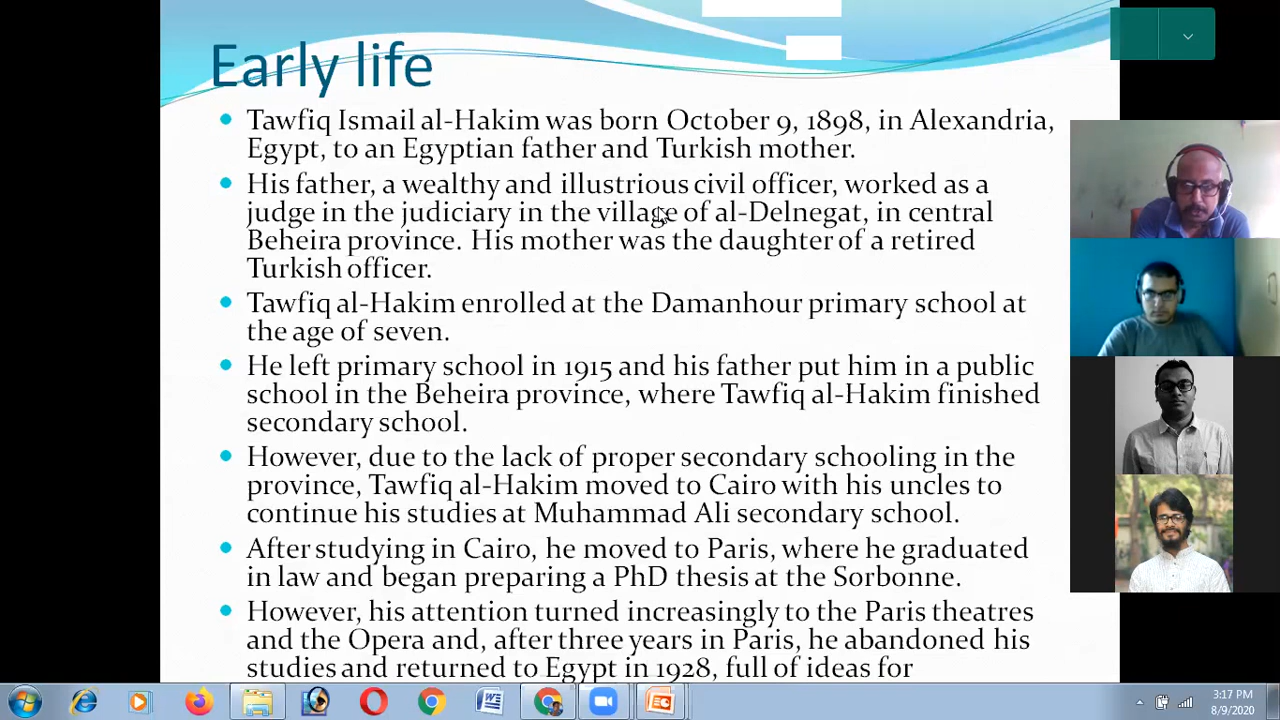 Early life
Tawfiq Ismail al-Hakim was born October 9, 1898, in Alexandria,
Egypt, to an Egyptian father and Turkish mother.
His father, a wealthy and illustrious civil officer, worked as a
judge in the judiciary in the village of al-Delnegat, in central
Beheira province. His mother was the daughter of a retired
Turkish officer.
Tawfiq al-Hakim enrolled at the Damanhour primary school at
the age of seven.
He left primary school in 1915 and his father put him in a public
school in the Beheira province, where Tawfiq al-Hakim finished
secondary school.
However, due to the lack of proper secondary schooling in the
province, Tawfiq al-Hakim moved to Cairo with his uncles to
continue his studies at Muhammad Ali secondary school.
After studying in Cairo, he moved to Paris, where he graduated
in law and began preparing a PhD thesis at the Sorbonne.
However, his attention turned increasingly to the Paris theatres
and the Opera and, after three years in Paris, he abandoned his
studies and returned to Egypt in 1928, full of ideas for
3:17 PM
8/9/2020